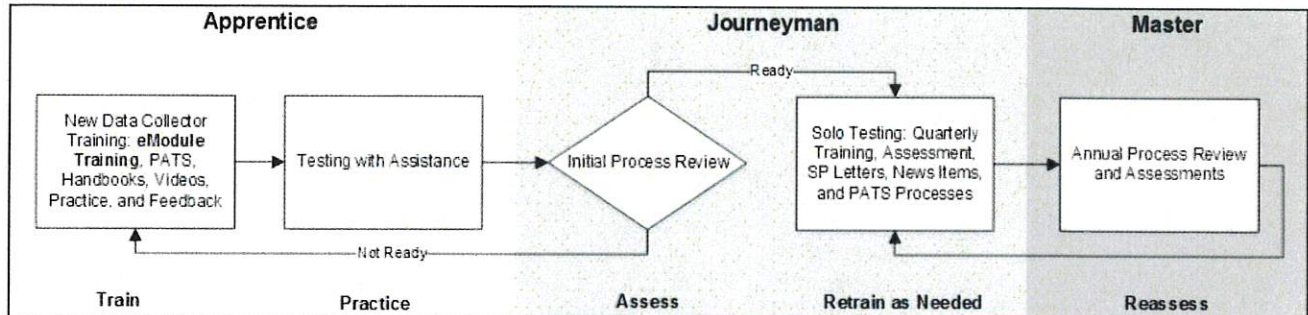 Apprentice
Journeyman
Master
Ready
New Data Collector
Training: eModule
Training, PATS,
Handbooks, Videos,
Practice, and Feedback
Testing with Assistance
Initial Process Review
Solo Testing: Quarterly
Training, Assessment,
SP Letters, News Items,
and PATS Processes
Annual Process Review
and Assessments
Not Ready
Train
Practice
Assess
Retrain as Needed
Reassess